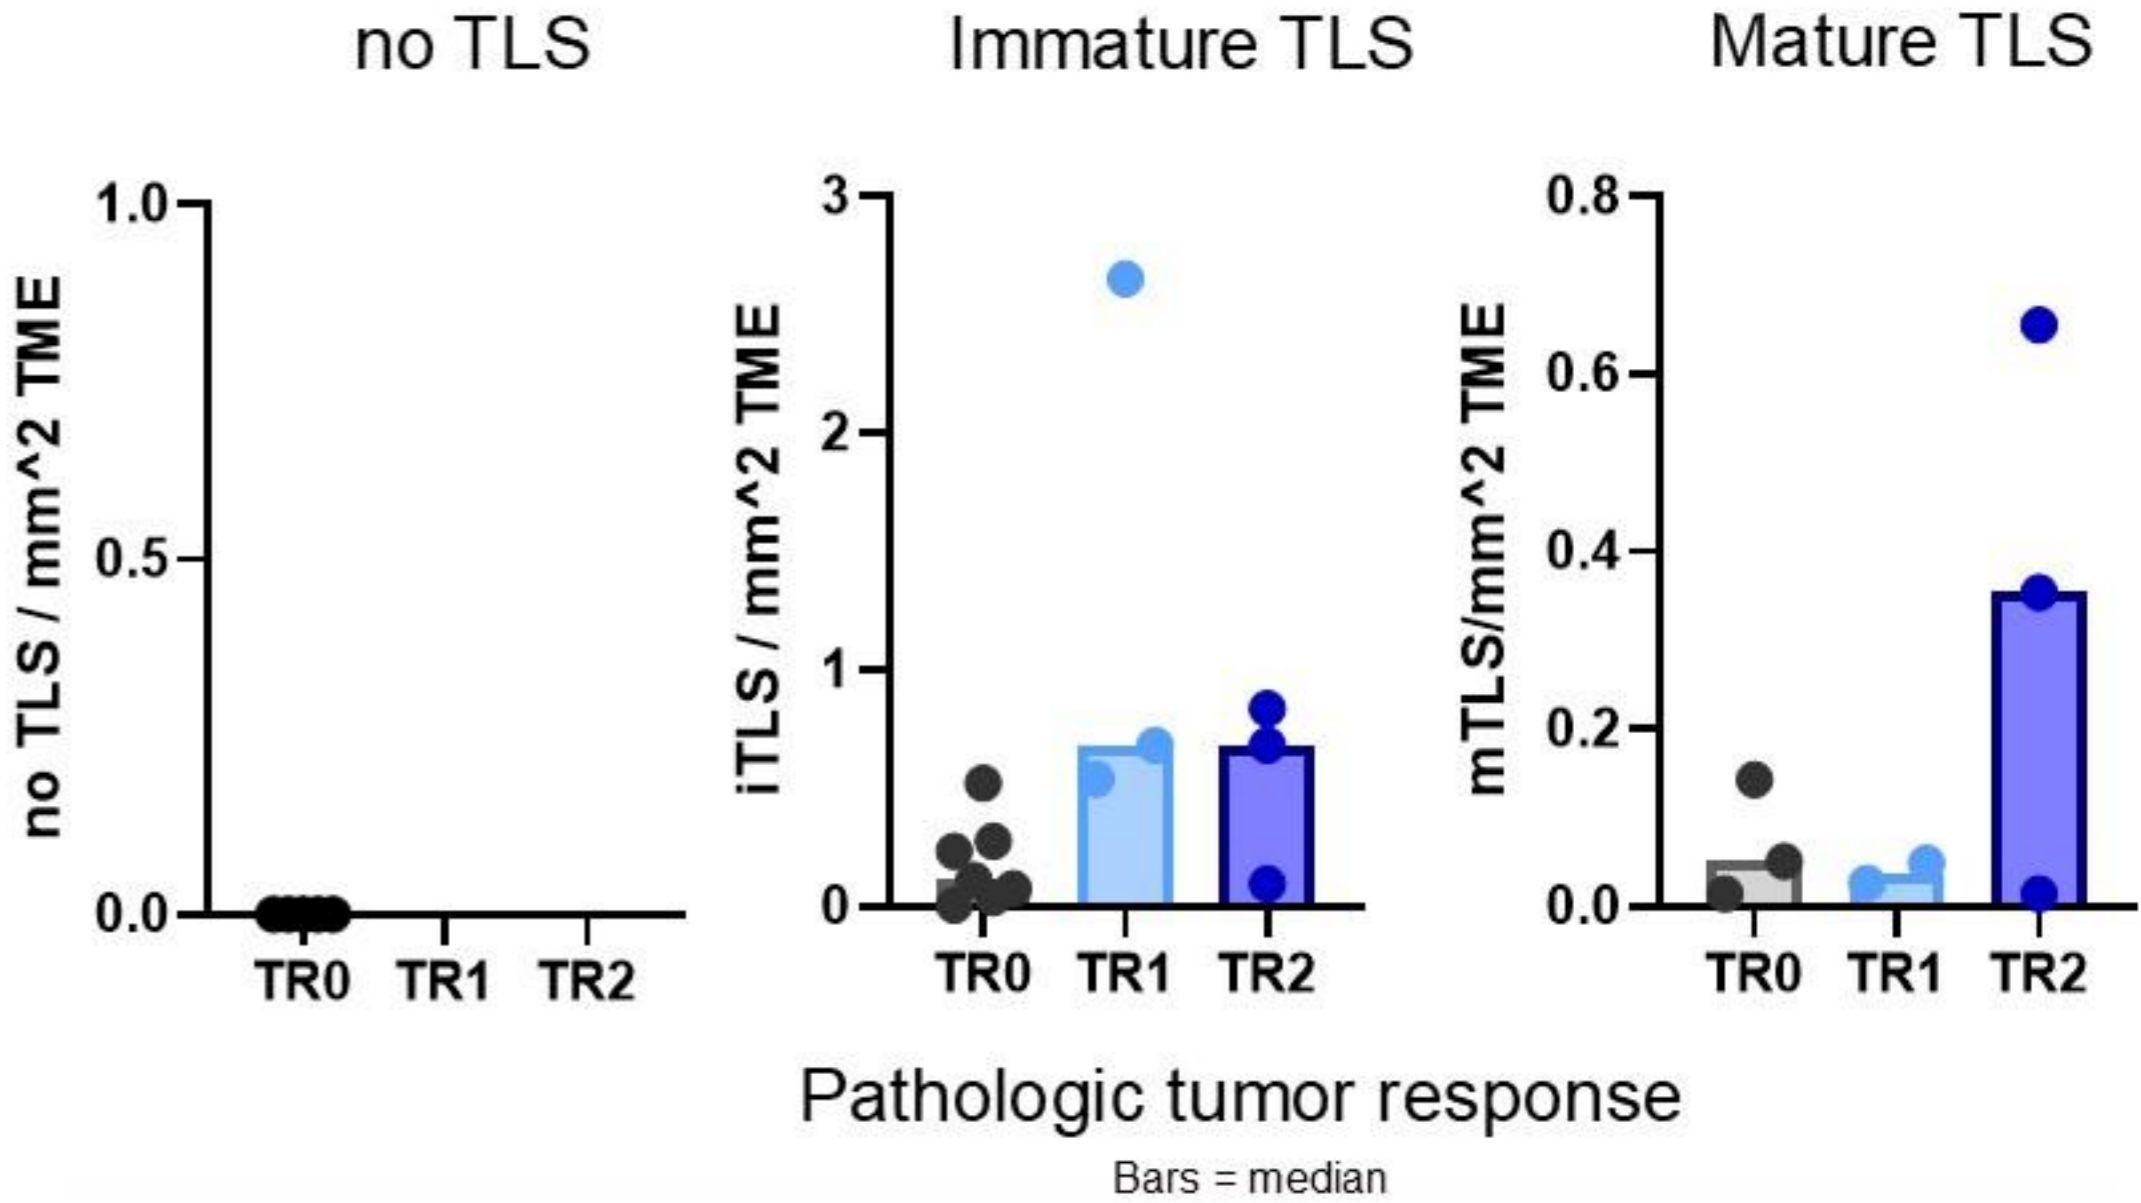 no TLS
Immature TLS
Mature TLS
no TLS / mm^2 TME
1.0
0.5
0.0
TR0 TR1 TR2
iTLS / mm^2 TME
3
2
1
0
TR0 TR1 TR2
mTLS/mm^2 TME
0.8
0.6
0.4
0.2
0.0
TR0 TR1 TR2
Pathologic tumor response
Bars = median